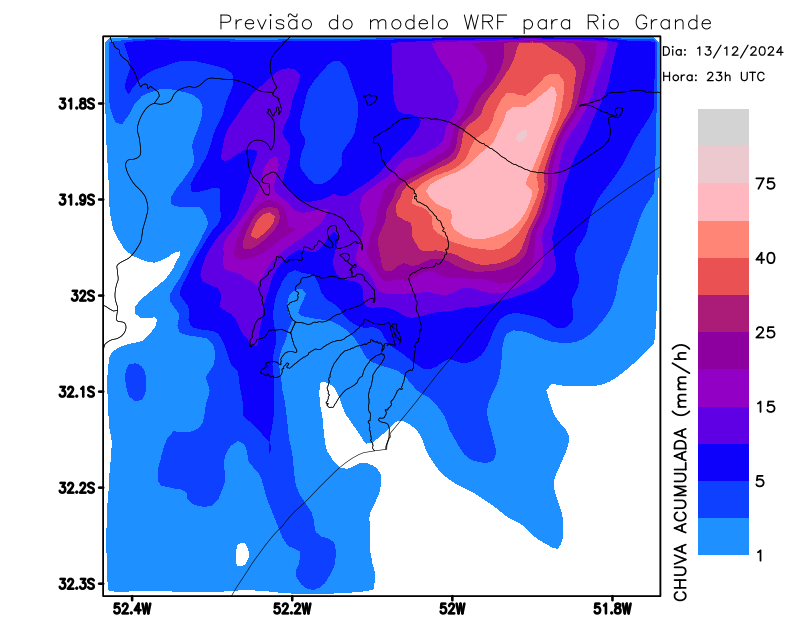 Previsão do modelo WRF para Rio Grande
Dia: 13/12/2024
Hora: 23h UTC
31.8S
31.9S
32S
32.1S
32.2S
32.3S
52.4W
52.2W
52W
51.8W
75
40
25
15
5
1
CHUVA ACUMULADA (mm/h)